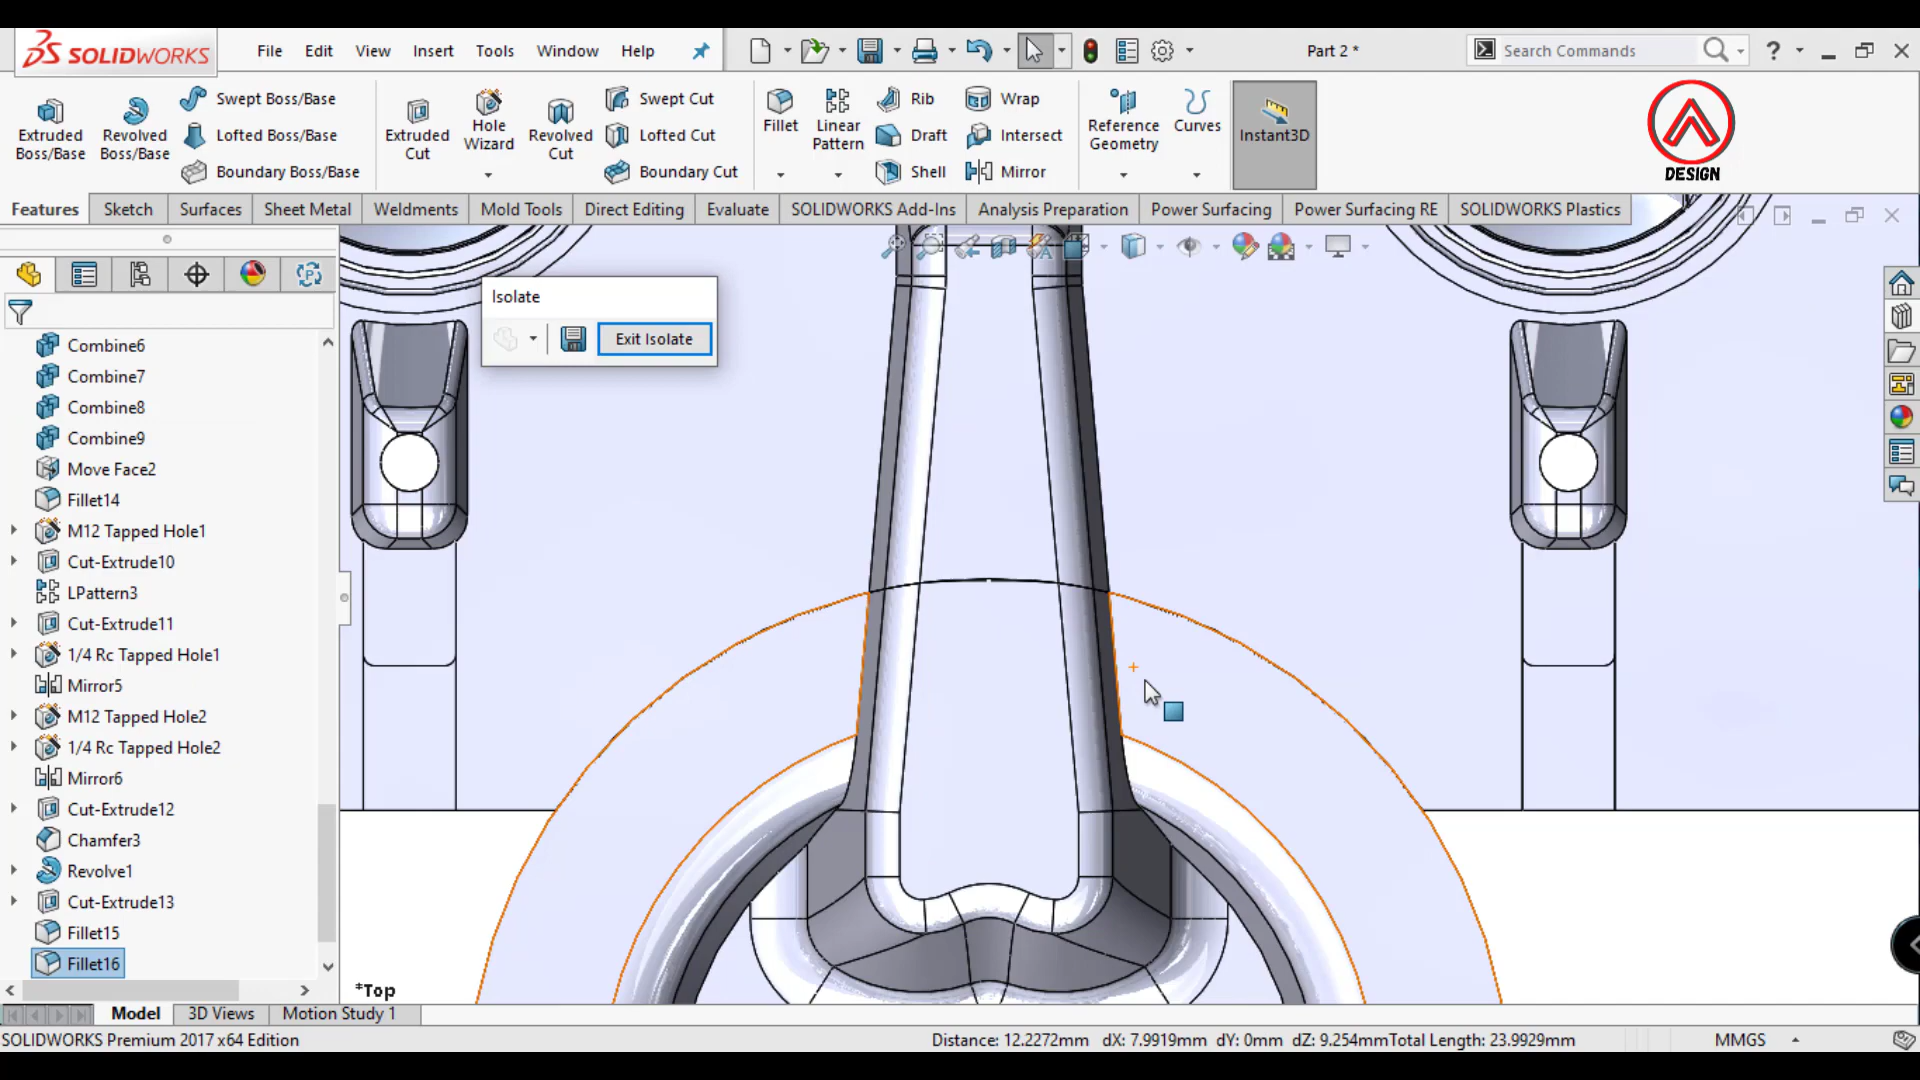 SOLIDWORKS File Edit View Insert Tools Window Help Part 2 * Search Commands ?
Extruded Boss/Base
Revolved Boss/Base
Swept Boss/Base
Lofted Boss/Base
Boundary Boss/Base
Extruded Cut
Hole Wizard
Revolved Cut
Swept Cut
Lofted Cut
Boundary Cut
Fillet
Linear Pattern
Rib
Draft
Shell
Wrap
Intersect
Mirror
Reference Geometry
Curves
Instant3D
DESIGN
Features Sketch Surfaces Sheet Metal Weldments Mold Tools Direct Editing Evaluate SOLIDWORKS Add-Ins Analysis Preparation Power Surfacing Power Surfacing RE SOLIDWORKS Plastics
Isolate
Exit Isolate
Combine6
Combine7
Combine8
Combine9
Move Face2
Fillet14
M12 Tapped Hole1
Cut-Extrude10
LPattern3
Cut-Extrude11
1/4 Rc Tapped Hole1
Mirror5
M12 Tapped Hole2
1/4 Rc Tapped Hole2
Mirror6
Cut-Extrude12
Chamfer3
Revolve1
Cut-Extrude13
Fillet15
Fillet16
*Top
Model 3D Views Motion Study 1
SOLIDWORKS Premium 2017 x64 Edition Distance: 12.2272mm dX: 7.9919mm dY: 0mm dZ: 9.254mmTotal Length: 23.9929mm MMGS